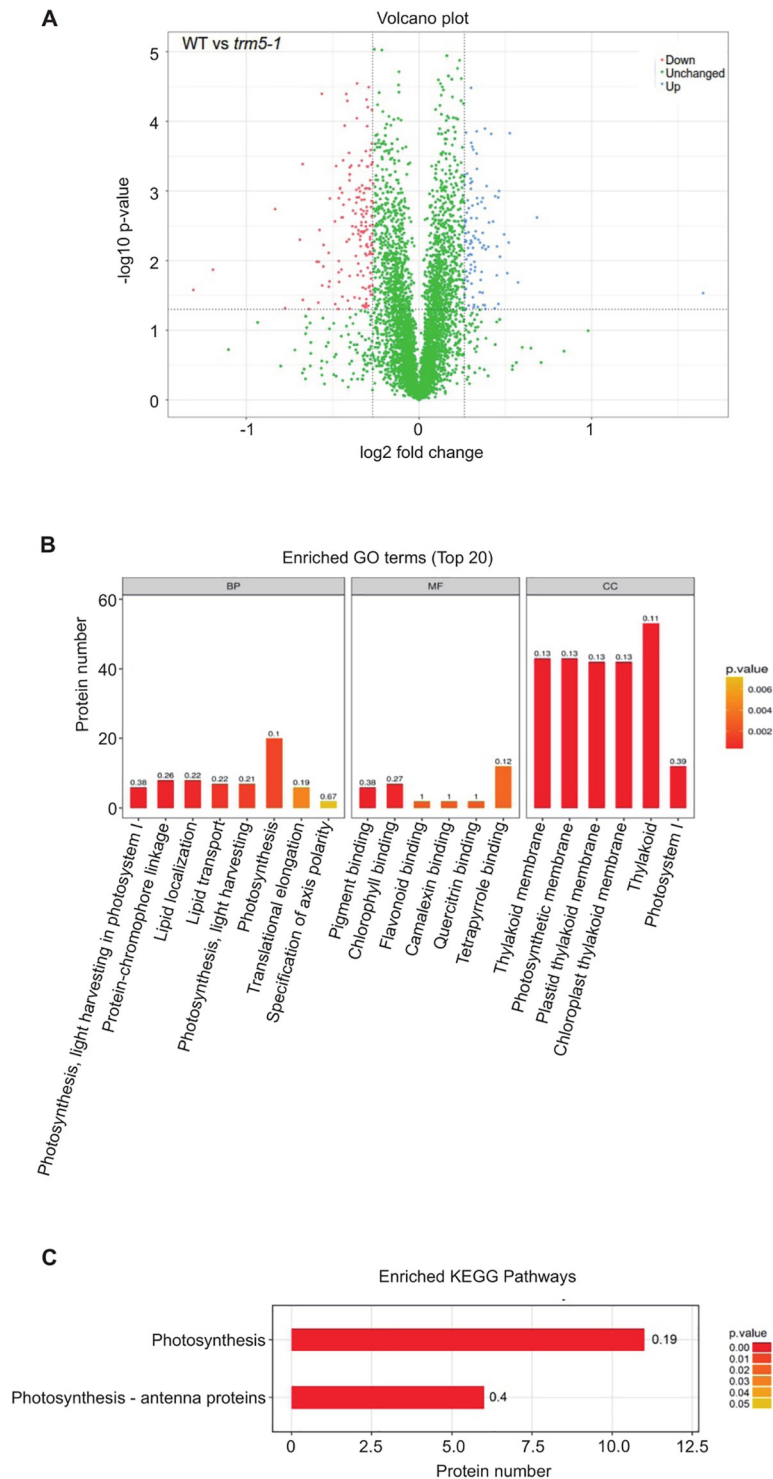 A
Volcano plot
WT vs trm5-1
Down
Unchanged
Up
5
4
3
2
1
0
-log10 p-value
-1
0
1
log2 fold change
B
Enriched GO terms (Top 20)
BP
MF
CC
60
40
20
0
Protein number
0.38
0.26
0.22
0.22
0.21
0.1
0.19
0.67
0.38
0.27
1
1
1
0.12
0.13
0.13
0.13
0.13
0.11
0.39
p.value
0.006
0.004
0.002
Photosynthesis, light harvesting in photosystem I
Protein-chromophore linkage
Lipid localization
Lipid transport
Photosynthesis, light harvesting
Photosynthesis
Translational elongation
Specification of axis polarity
Pigment binding
Chlorophyll binding
Flavonoid binding
Camalexin binding
Quercitrin binding
Tetrapyrrole binding
Thylakoid membrane
Photosynthetic membrane
Plastid thylakoid membrane
Chloroplast thylakoid membrane
Thylakoid
Photosystem I
C
Enriched KEGG Pathways
Photosynthesis
0.19
Photosynthesis - antenna proteins
0.4
p.value
0.00
0.01
0.02
0.03
0.04
0.05
0
2.5
5.0
7.5
10.0
12.5
Protein number